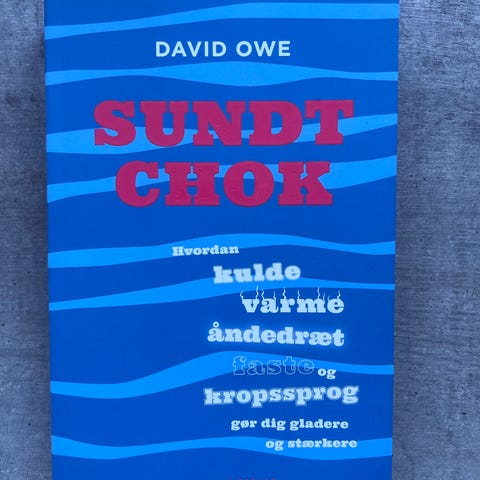 DAVID OWE
SUNDT
CHOK
Hvordan
kulde
varme
åndedræt
faste og
kropssprog
gør dig gladere
og stærkere